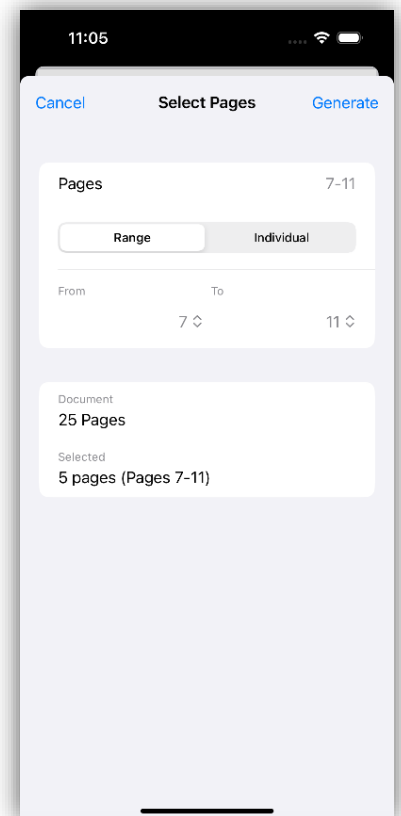 11:05
Cancel Select Pages Generate
Pages 7-11
Range Individual
From To
7 11
Document
25 Pages
Selected
5 pages (Pages 7-11)